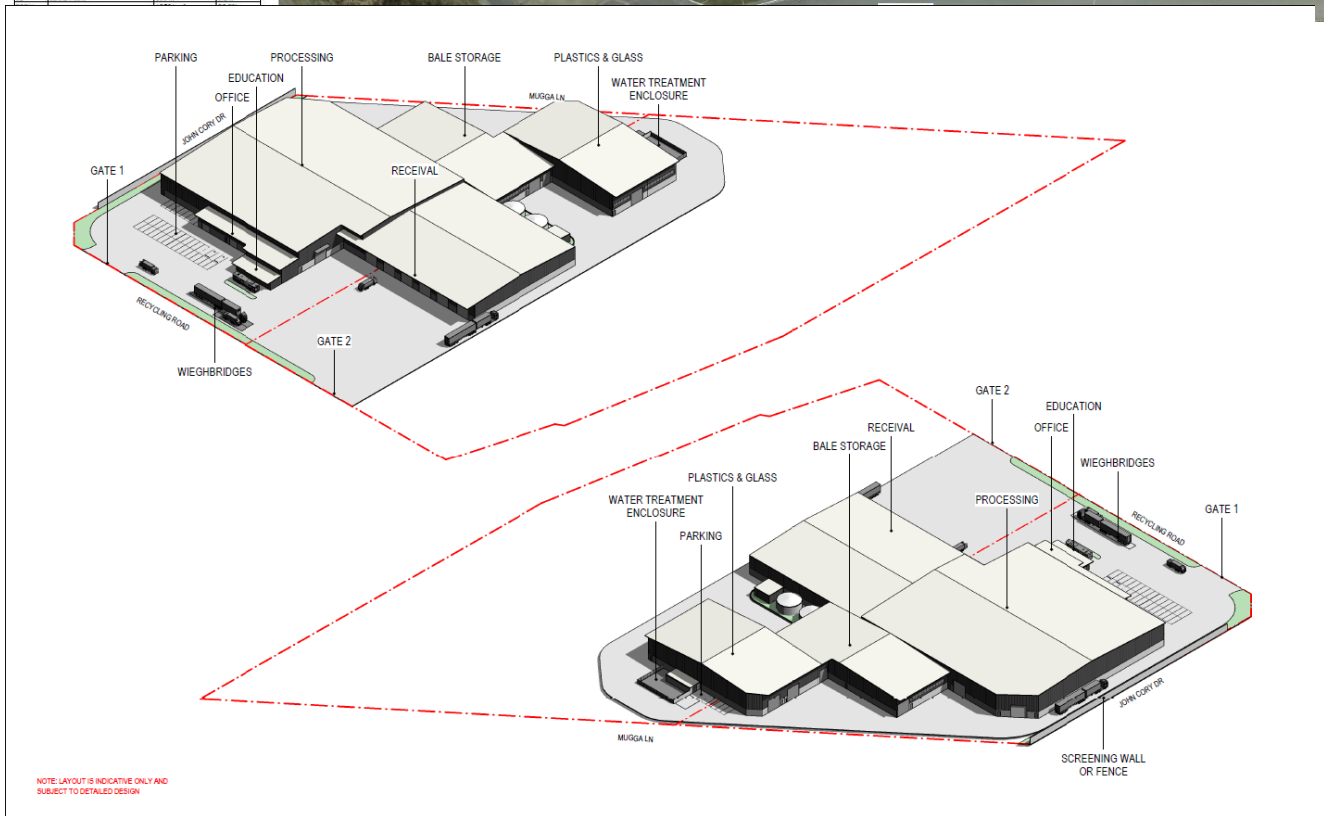 PARKING
PROCESSING
BALE STORAGE
PLASTICS & GLASS
EDUCATION
OFFICE
WATER TREATMENT
ENCLOSURE
MUGGA LN
JOHN CORY DR
GATE 1
RECEIVAL
RECYCLING ROAD
GATE 2
WIEGHBRIDGES
GATE 2
EDUCATION
OFFICE
RECEIVAL
BALE STORAGE
WIEGHBRIDGES
PLASTICS & GLASS
WATER TREATMENT
ENCLOSURE
PROCESSING
GATE 1
RECYCLING ROAD
PARKING
JOHN CORY DR
MUGGA LN
SCREENING WALL
OR FENCE
NOTE: LAYOUT IS INDICATIVE ONLY AND
SUBJECT TO DETAILED DESIGN